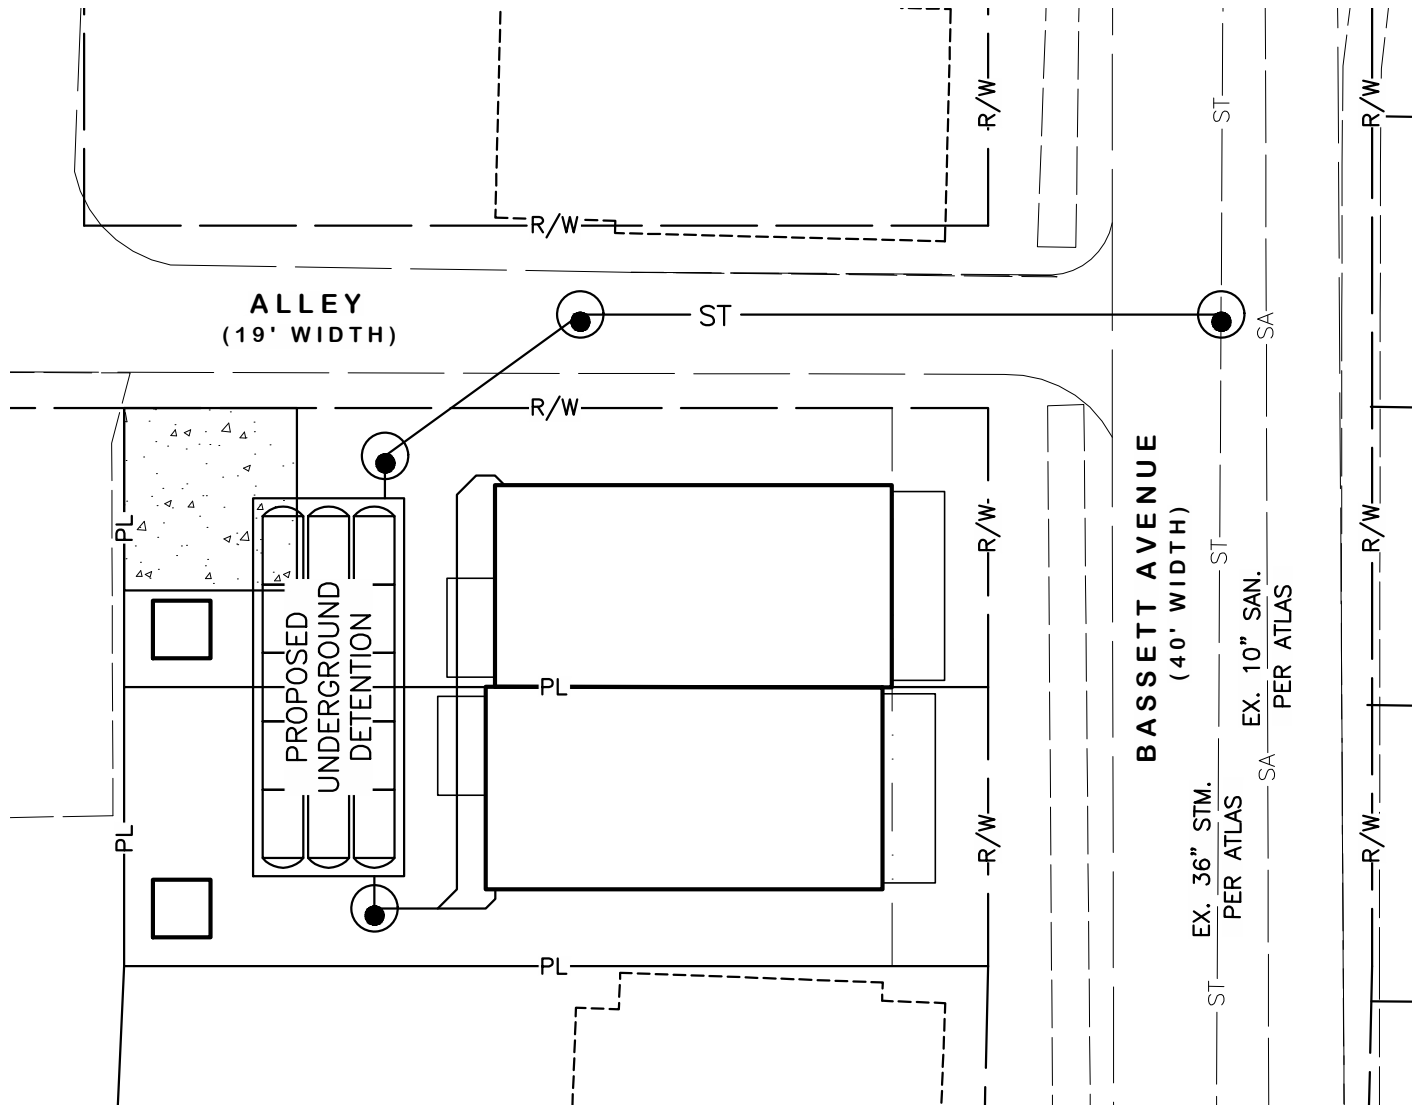 R/W
R/W
ST
R/W
ALLEY
(19' WIDTH)
ST
SA
R/W
PL
R/W
ST
R/W
BASSETT AVENUE
(40' WIDTH)
EX. 10" SAN.
PER ATLAS
PROPOSED
UNDERGROUND
DETENTION
PL
PL
R/W
SA
EX. 36" STM.
PER ATLAS
R/W
PL
ST